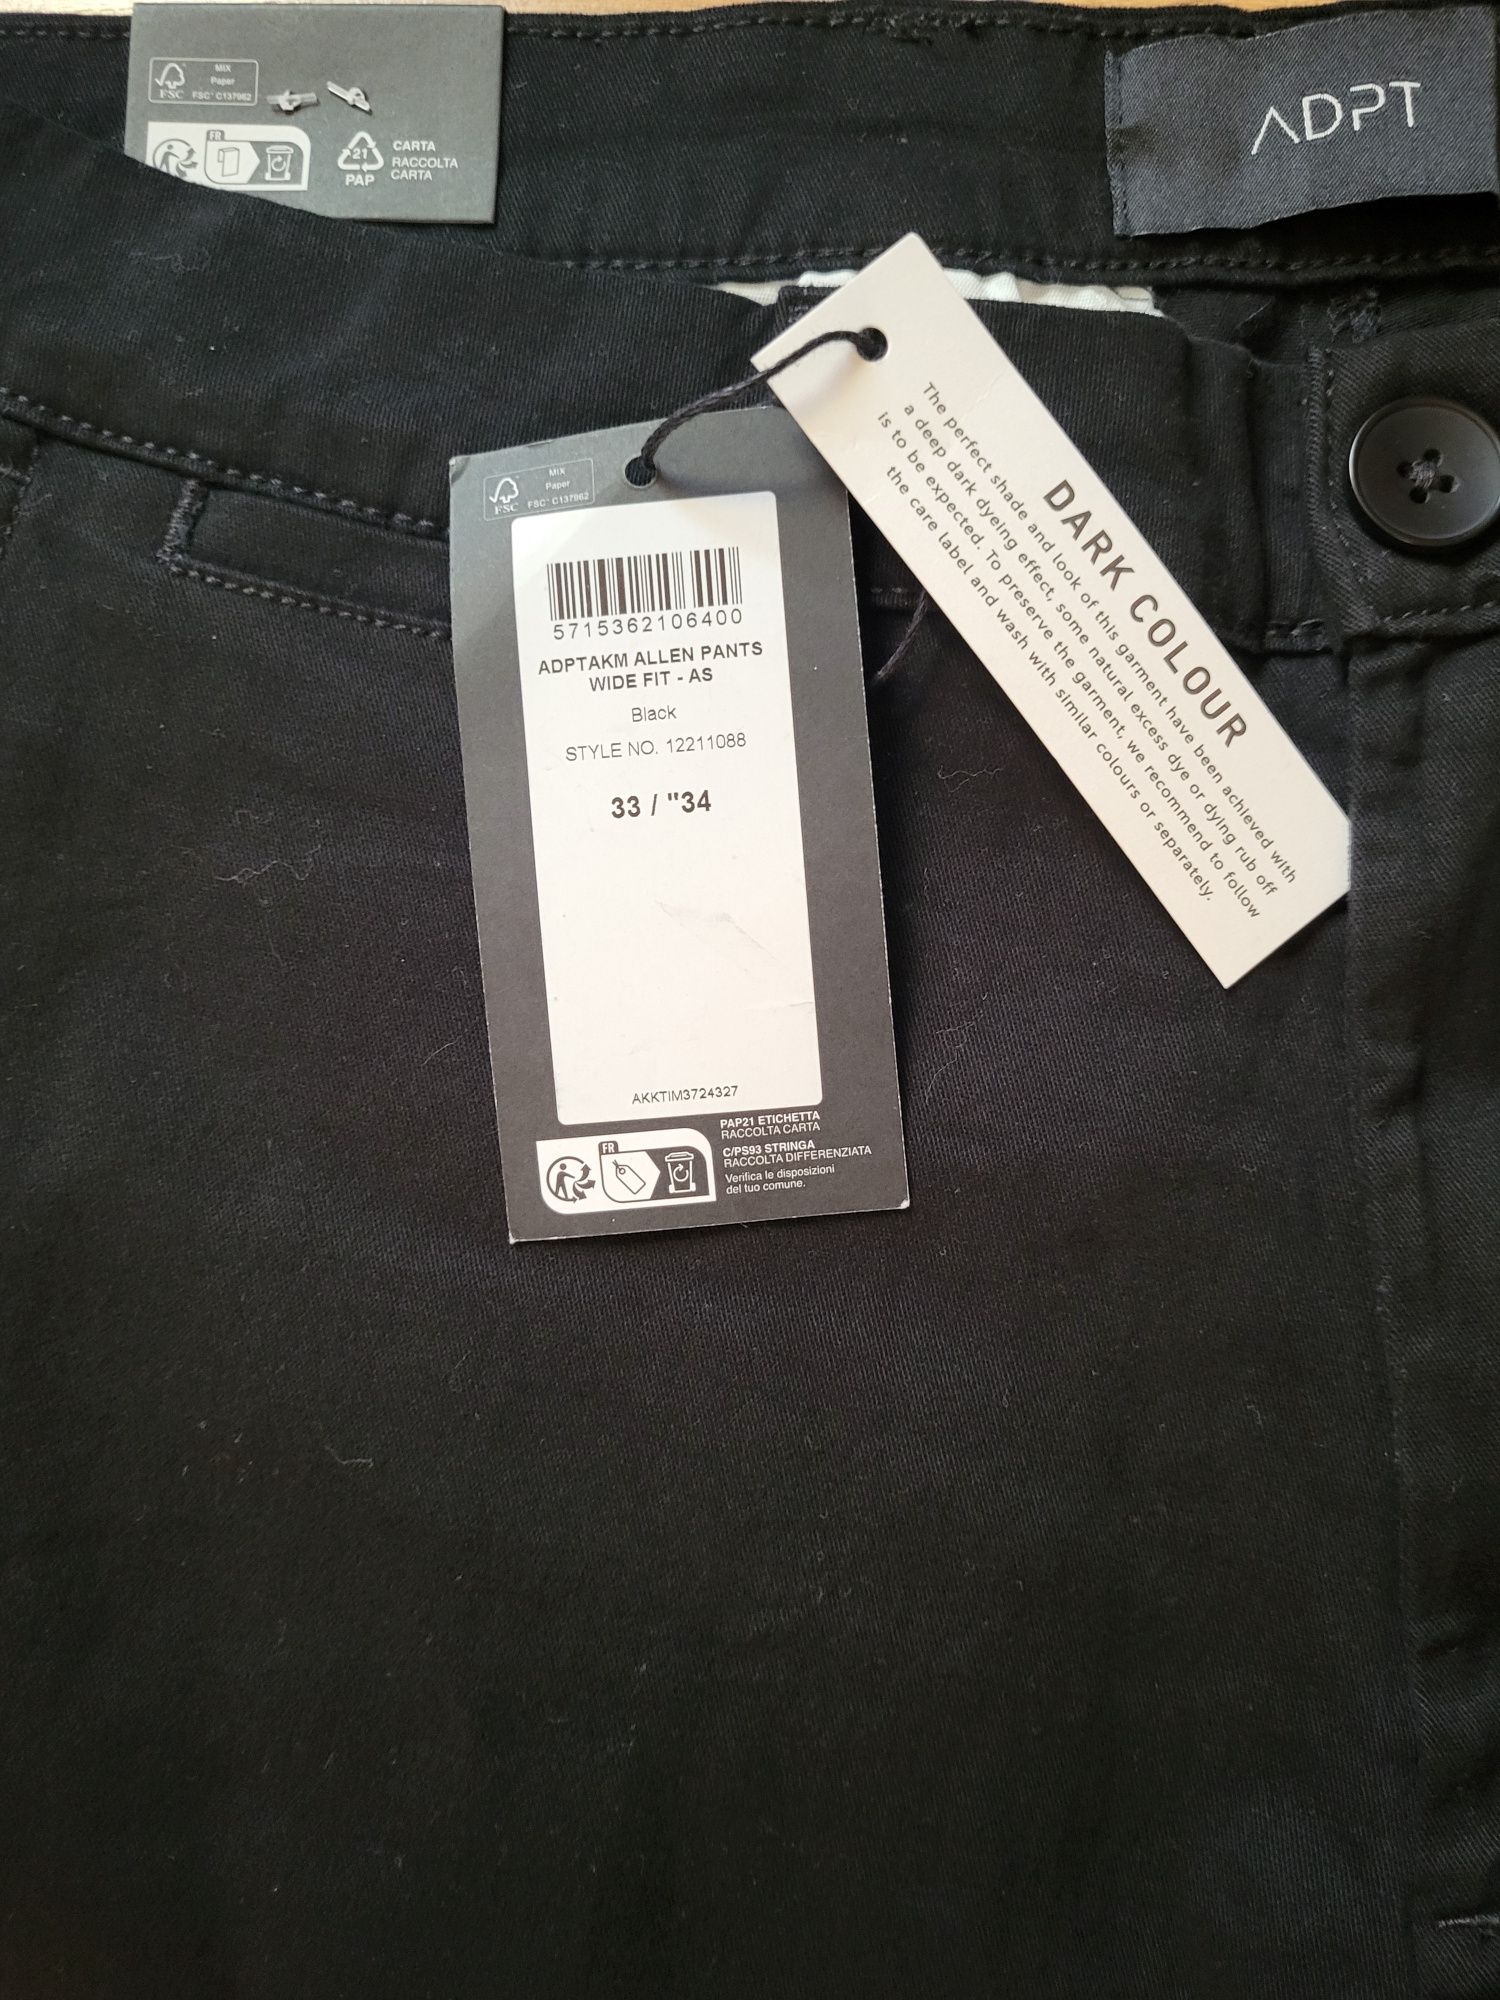 MIX
Paper
FSC® C137962
FSC
FR
21
PAP
CARTA
RACCOLTA
CARTA
ADPT
MIX
Paper
FSC® C137962
FSC
5715362106400
ADPTAKM ALLEN PANTS
WIDE FIT - AS
Black
STYLE NO. 12211088
33 / "34
AKKTIM3724327
FR
PAP21 ETICHETTA
RACCOLTA CARTA
C/PS93 STRINGA
RACCOLTA DIFFERENZIATA
Verifica le disposizioni
del tuo comune.
DARK COLOUR
The perfect shade and look of this garment have been achieved with
a deep dark dyeing effect, some natural excess dye or dying rub off
is to be expected. To preserve the garment, we recommend to follow
the care label and wash with similar colours or separately.